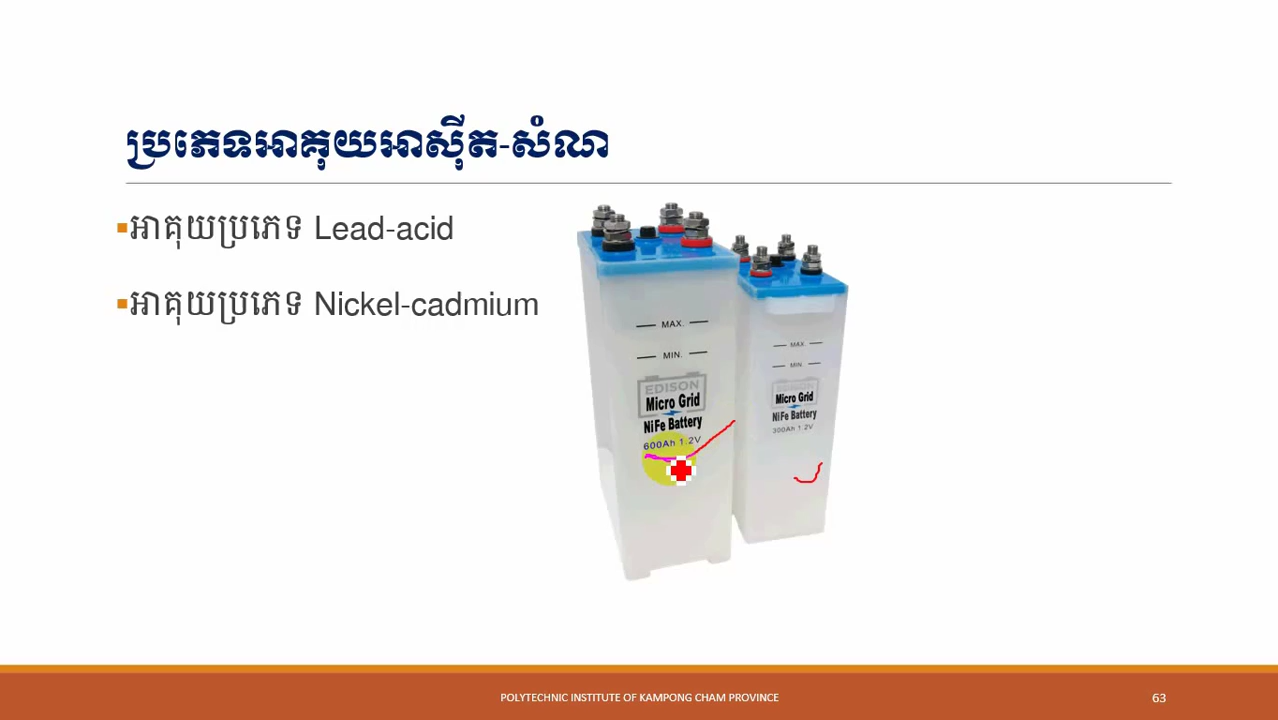 ប្រភេទអាគុយអាស៊ីត-សំណ
▪អាគុយប្រភេទ Lead-acid
▪អាគុយប្រភេទ Nickel-cadmium
MAX.
MIN.
EDISON
Micro Grid
NiFe Battery
600Ah 1.2V
MAX
MIN
EDISON
Micro Grid
NiFe Battery
300Ah 1.2V
POLYTECHNIC INSTITUTE OF KAMPONG CHAM PROVINCE
63